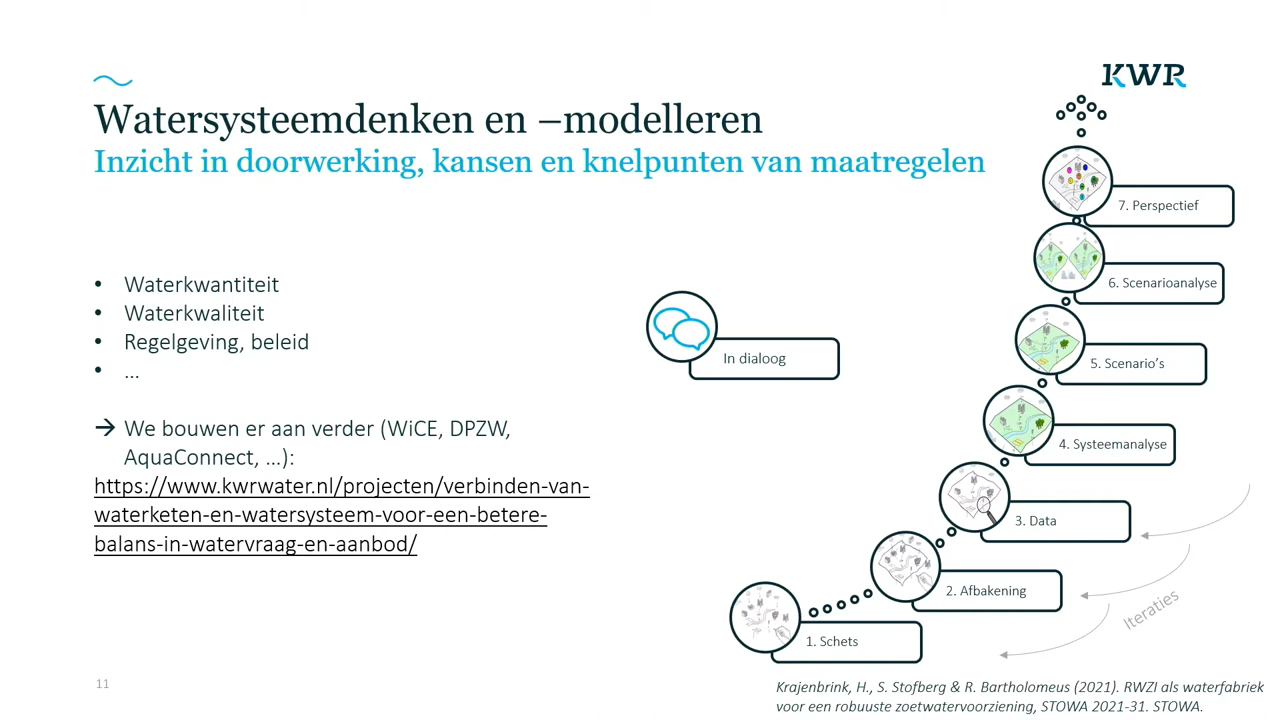 KWR
Watersysteemdenken en –modelleren
Inzicht in doorwerking, kansen en knelpunten van maatregelen
• Waterkwantiteit
• Waterkwaliteit
• Regelgeving, beleid
• ...
→ We bouwen er aan verder (WiCE, DPZW,
AquaConnect, ...):
https://www.kwrwater.nl/projecten/verbinden-van-
waterketen-en-watersysteem-voor-een-betere-
balans-in-watervraag-en-aanbod/
In dialoog
7. Perspectief
6. Scenarioanalyse
5. Scenario’s
4. Systeemanalyse
3. Data
2. Afbakening
1. Schets
Iteraties
11
Krajenbrink, H., S. Stofberg & R. Bartholomeus (2021). RWZI als waterfabriek
voor een robuuste zoetwatervoorziening, STOWA 2021-31. STOWA.